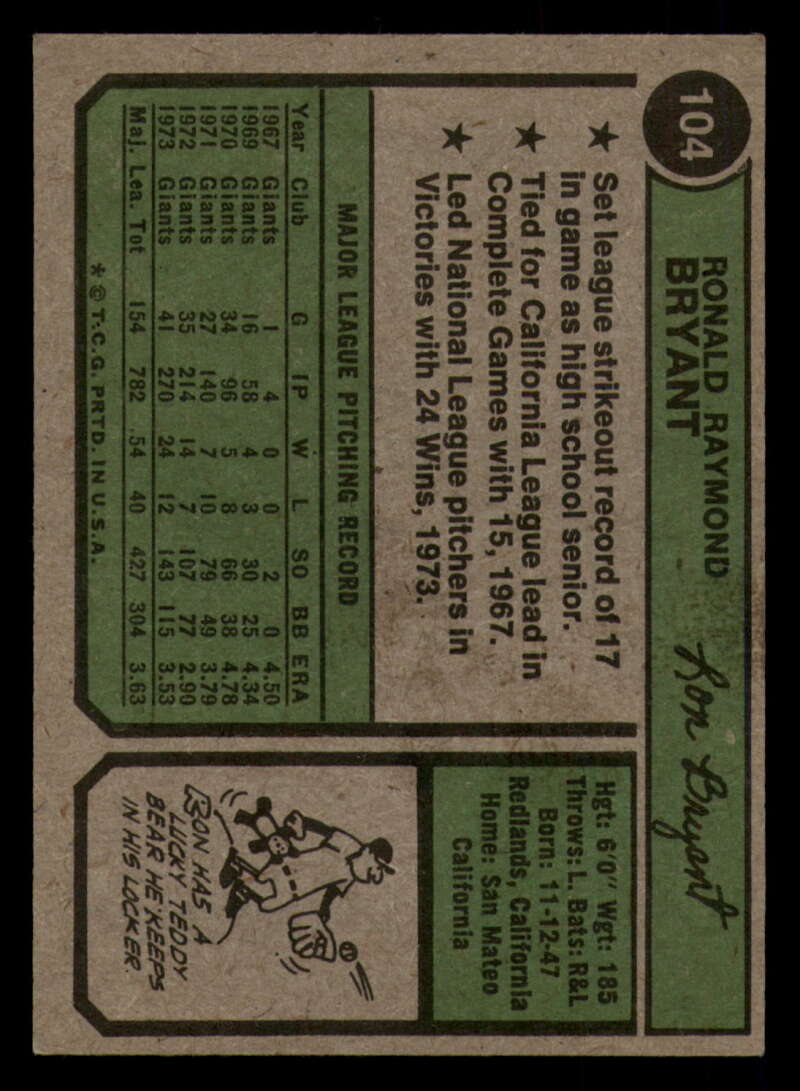 104
RONALD RAYMOND
BRYANT
Ron Bryant
★ Set league strikeout record of 17
in game as high school senior.
★ Tied for California League lead in
Complete Games with 15, 1967.
★ Led National League pitchers in
Victories with 24 Wins, 1973.
MAJOR LEAGUE PITCHING RECORD
Year Club G IP W L SO BB ERA
1967 Giants 1 4 0 0 2 0 4.50
1969 Giants 16 58 4 3 30 25 4.34
1970 Giants 34 96 5 8 66 38 4.78
1971 Giants 27 140 7 10 79 49 3.79
1972 Giants 35 214 14 7 107 77 2.90
1973 Giants 41 270 24 12 143 115 3.53
Maj. Lea. Tot 154 782 54 40 427 304 3.63
* © T.C.G. PRTD. IN U.S.A.
Hgt: 6'0" Wgt: 185
Throws: L. Bats: R&L
Born: 11-12-47
Redlands, California
Home: San Mateo
California
RON HAS A
LUCKY TEDDY
BEAR HE KEEPS
IN HIS LOCKER.